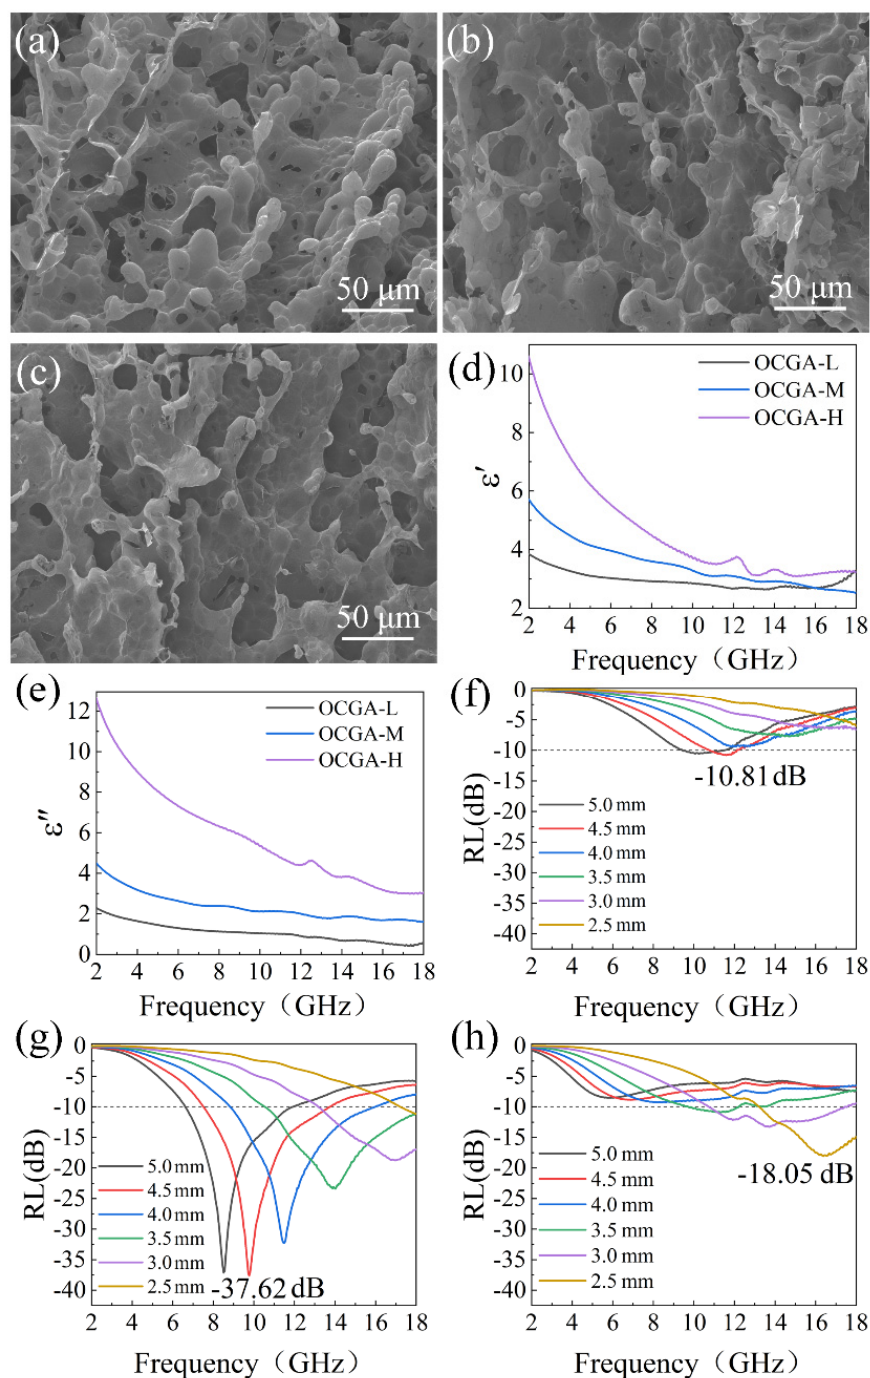 (a)
50 μm
(b)
50 μm
(c)
50 μm
(d)
OCGA-L
OCGA-M
OCGA-H
10
8
6
4
2
ε′
2 4 6 8 10 12 14 16 18
Frequency（GHz）
(e)
OCGA-L
OCGA-M
OCGA-H
12
10
8
6
4
2
0
ε″
2 4 6 8 10 12 14 16 18
Frequency（GHz）
(f)
0
-5
-10
-15
-20
-25
-30
-35
-40
RL(dB)
-10.81 dB
5.0 mm
4.5 mm
4.0 mm
3.5 mm
3.0 mm
2.5 mm
2 4 6 8 10 12 14 16 18
Frequency（GHz）
(g)
0
-5
-10
-15
-20
-25
-30
-35
-40
RL(dB)
5.0 mm
4.5 mm
4.0 mm
3.5 mm
3.0 mm
2.5 mm
-37.62 dB
2 4 6 8 10 12 14 16 18
Frequency（GHz）
(h)
0
-5
-10
-15
-20
-25
-30
-35
-40
RL(dB)
-18.05 dB
5.0 mm
4.5 mm
4.0 mm
3.5 mm
3.0 mm
2.5 mm
2 4 6 8 10 12 14 16 18
Frequency（GHz）